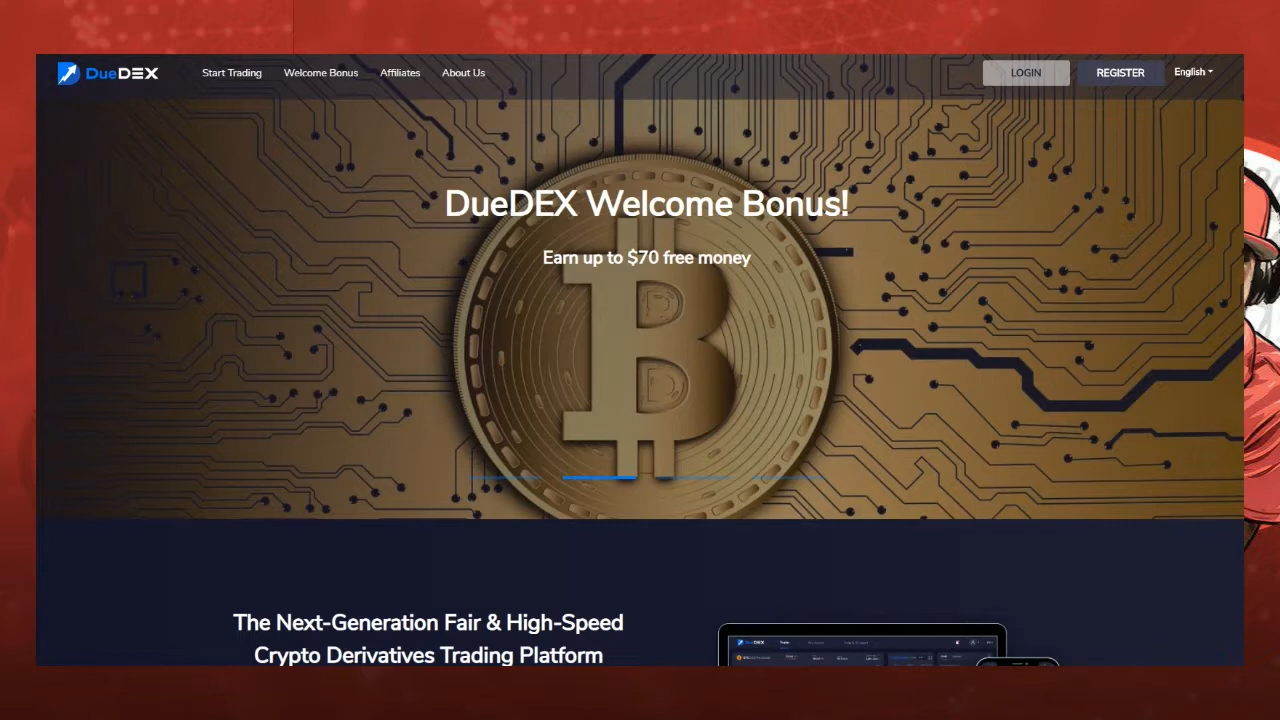 DueDEX
Start Trading
Welcome Bonus
Affiliates
About Us
LOGIN
REGISTER
English
DueDEX Welcome Bonus!
Earn up to $70 free money
The Next-Generation Fair & High-Speed
Crypto Derivatives Trading Platform
DueDEX